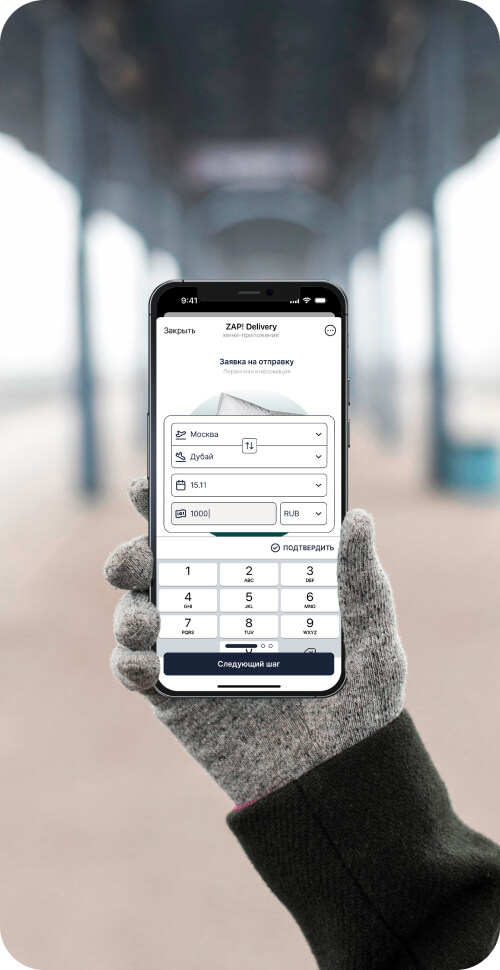 9:41
Закрыть
ZAP! Delivery
мини-приложение
Заявка на отправку
Первичная информация
Москва
Дубай
15.11
1000
RUB
ПОДТВЕРДИТЬ
1 2 3
ABC DEF
4 5 6
GHI JKL MNO
7 8 9
PQRS TUV WXYZ
Следующий шаг